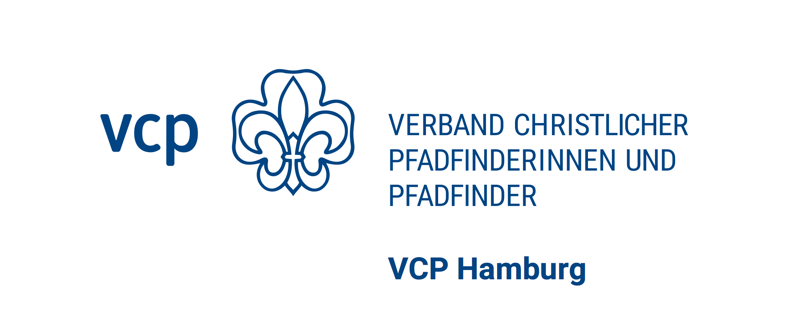 vcp
VERBAND CHRISTLICHER
PFADFINDERINNEN UND
PFADFINDER
VCP Hamburg